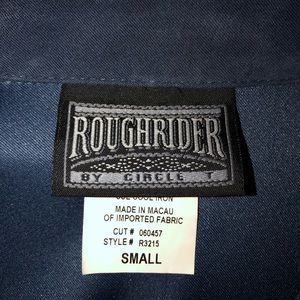 ROUGHRIDER
BY CIRCLE T
USE COOL IRON
MADE IN MACAU
OF IMPORTED FABRIC
CUT# 060457
STYLE# R3215
SMALL